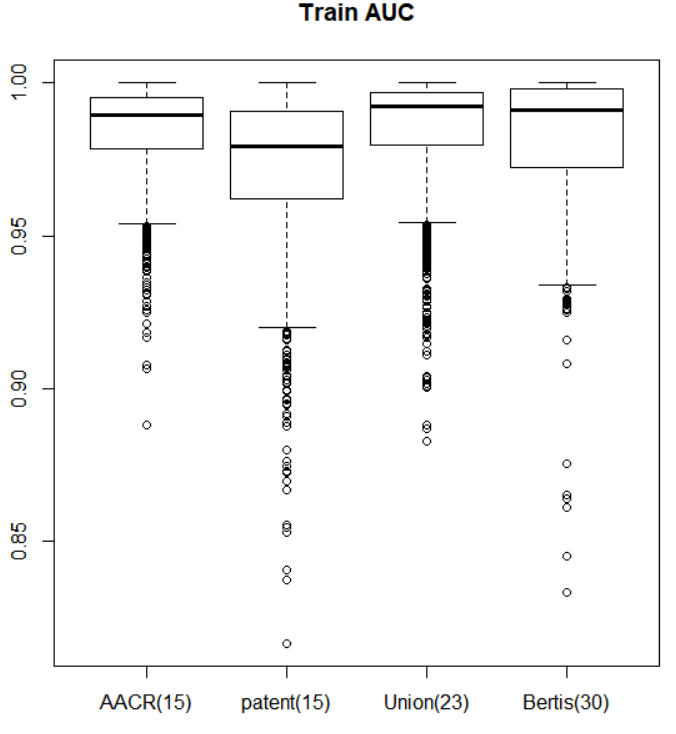 Train AUC
1.00
0.95
0.90
0.85
AACR(15) patent(15) Union(23) Bertis(30)